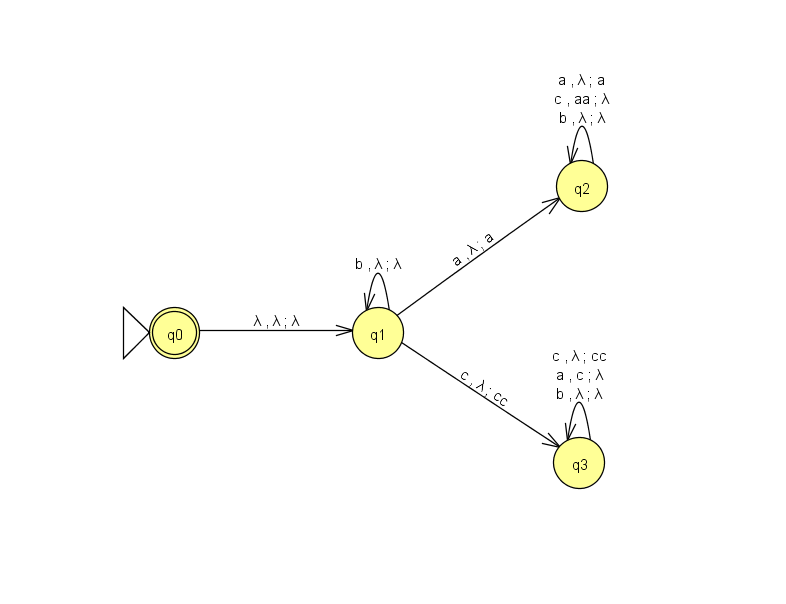 a , λ ; a
c , aa ; λ
b , λ ; λ
q2
a , λ ; a
b , λ ; λ
λ , λ ; λ
q0
q1
c , λ ; cc
c , λ ; cc
a , c ; λ
b , λ ; λ
q3